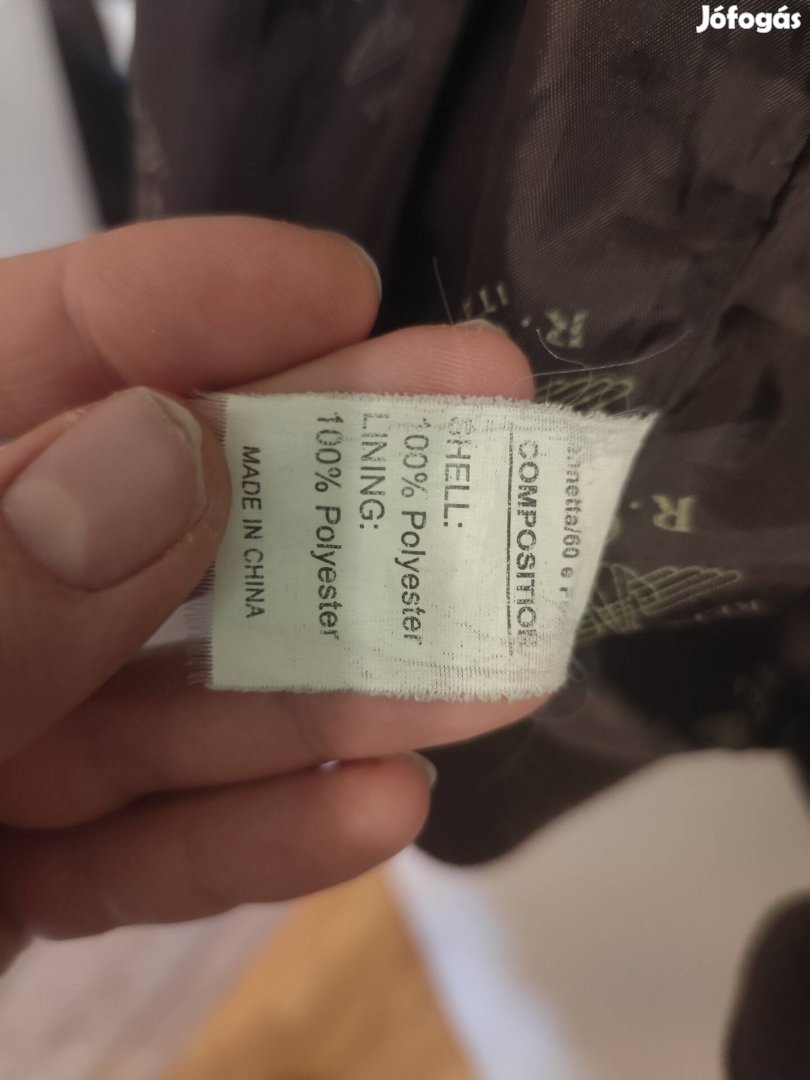 Jófogás
COMPOSITION
SHELL:
100% Polyester
LINING:
100% Polyester
MADE IN CHINA
R.
R.